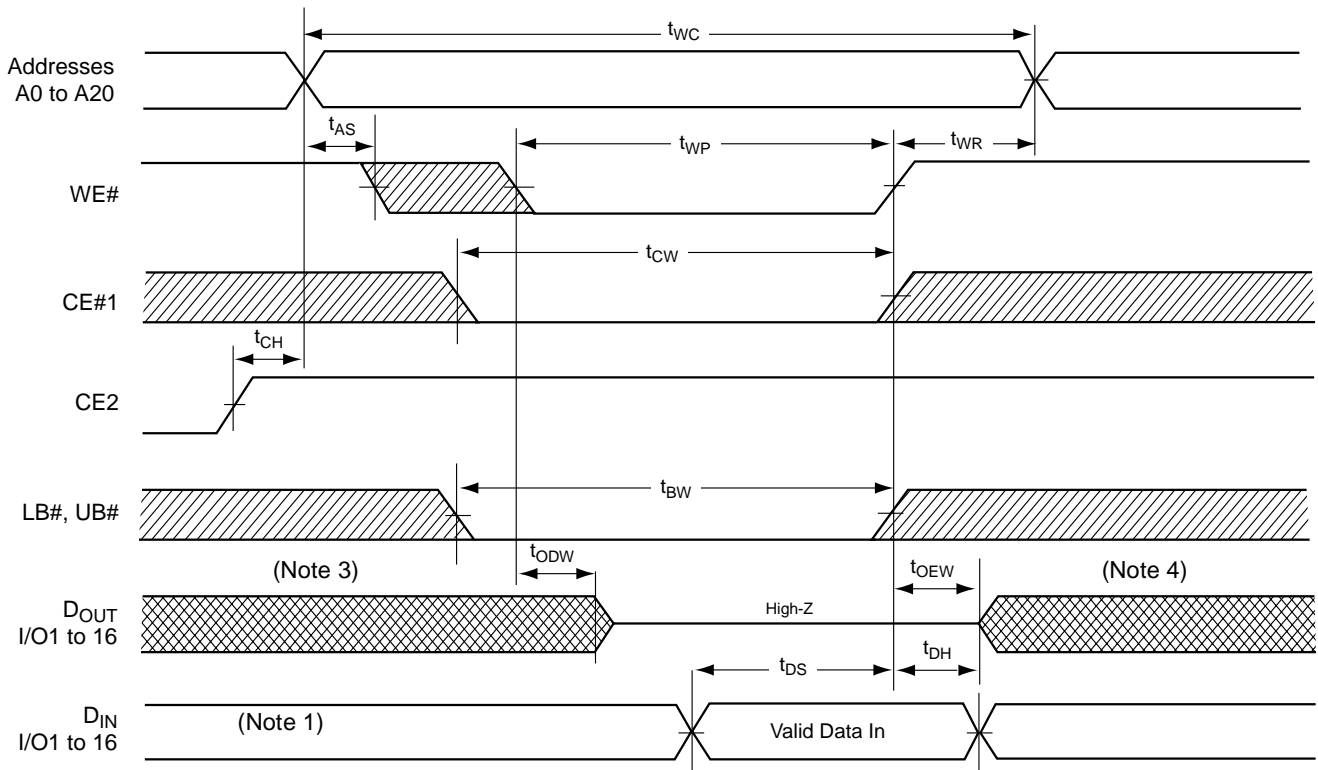 tWC
Addresses
A0 to A20
tAS
tWP
tWR
WE#
tCW
CE#1
tCH
CE2
tBW
LB#, UB#
(Note 3)
tODW
tOEW
(Note 4)
DOUT
I/O1 to 16
High-Z
tDS
tDH
DIN
I/O1 to 16
(Note 1)
Valid Data In